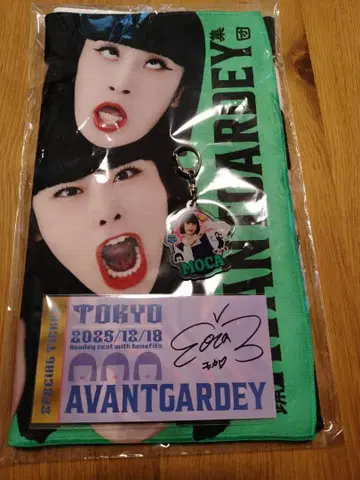 AVANTGARDEY
集団
MOCA
SPECIAL TICKET
TOKYO
2025/12/18
Sunday seat with benefits
AVANTGARDEY